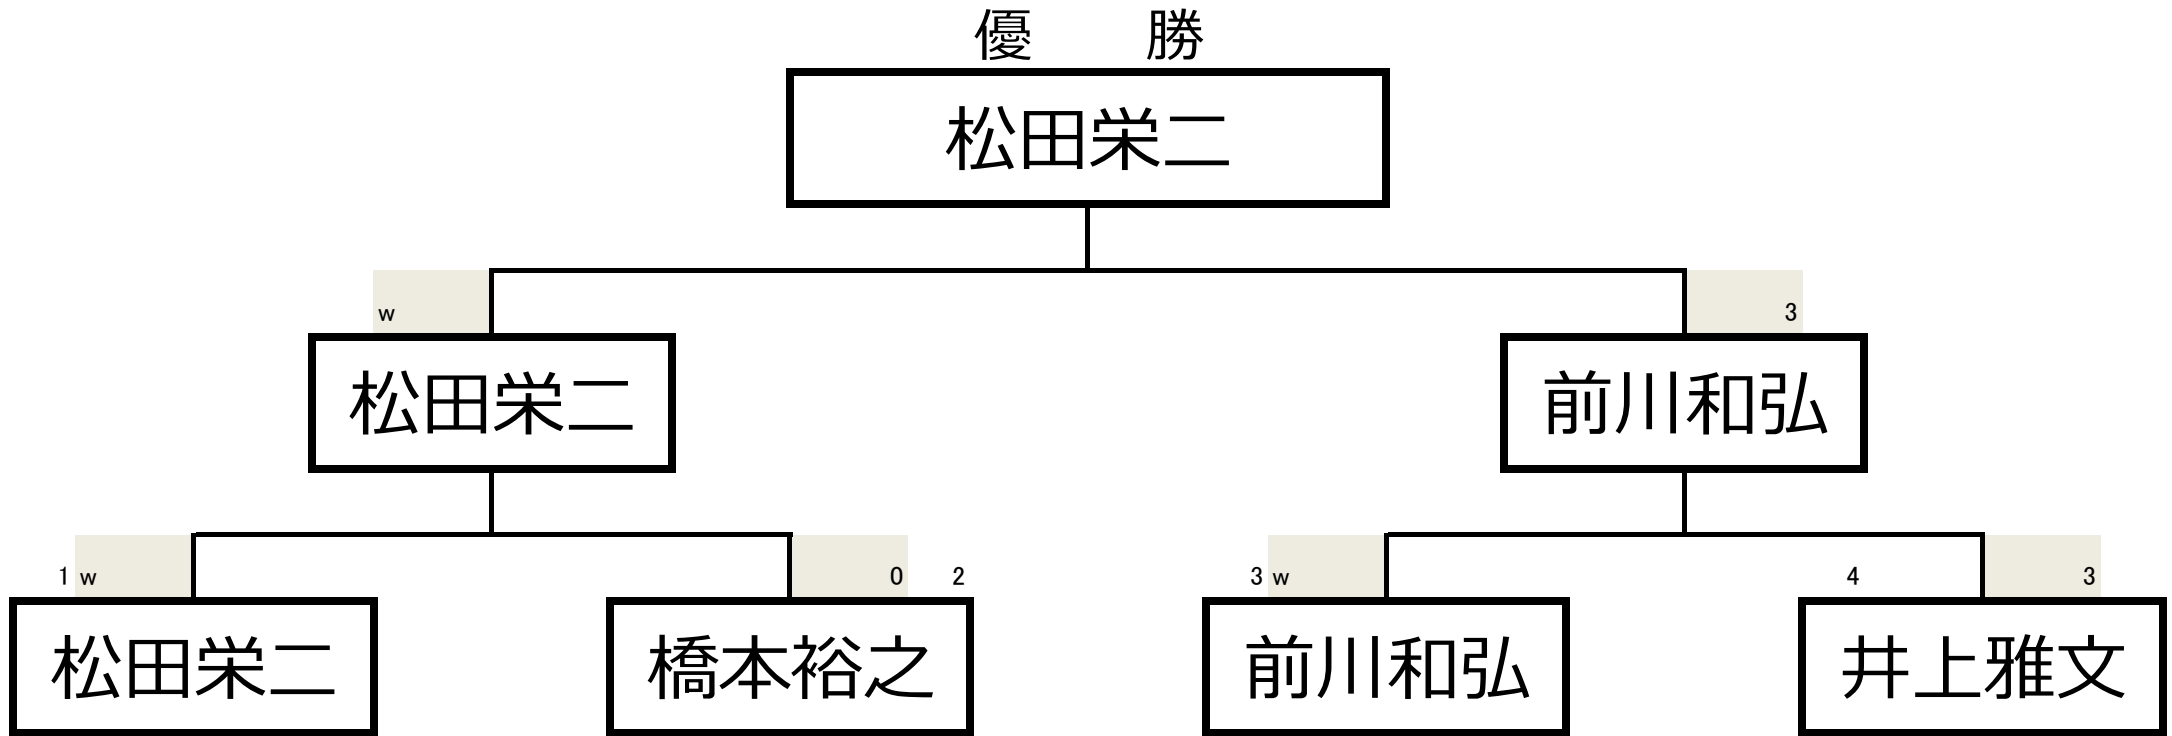 優　勝
松田栄二
w 3
松田栄二 前川和弘
1 w 0 2 3 w 4 3
松田栄二 橋本裕之 前川和弘 井上雅文